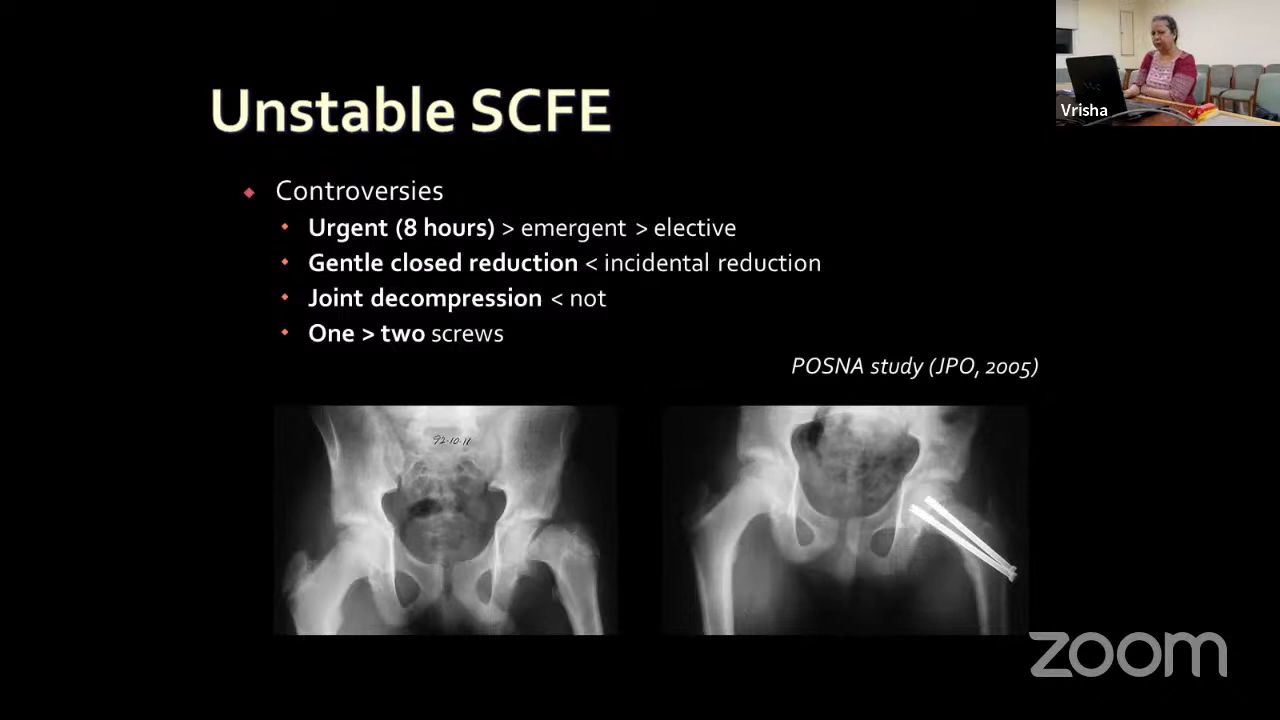 Unstable SCFE
Controversies
Urgent (8 hours) > emergent > elective
Gentle closed reduction < incidental reduction
Joint decompression < not
One > two screws
POSNA study (JPO, 2005)
92·10·11
Vrisha
zoom